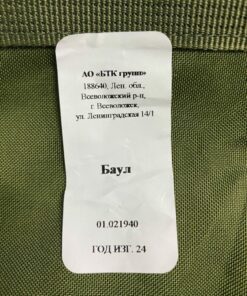 АО «БТК групп»
188640, Лен. обл.,
Всеволожский р-н,
г. Всеволожск,
ул. Ленинградская 14/1
Баул
01.021940
ГОД ИЗГ. 24